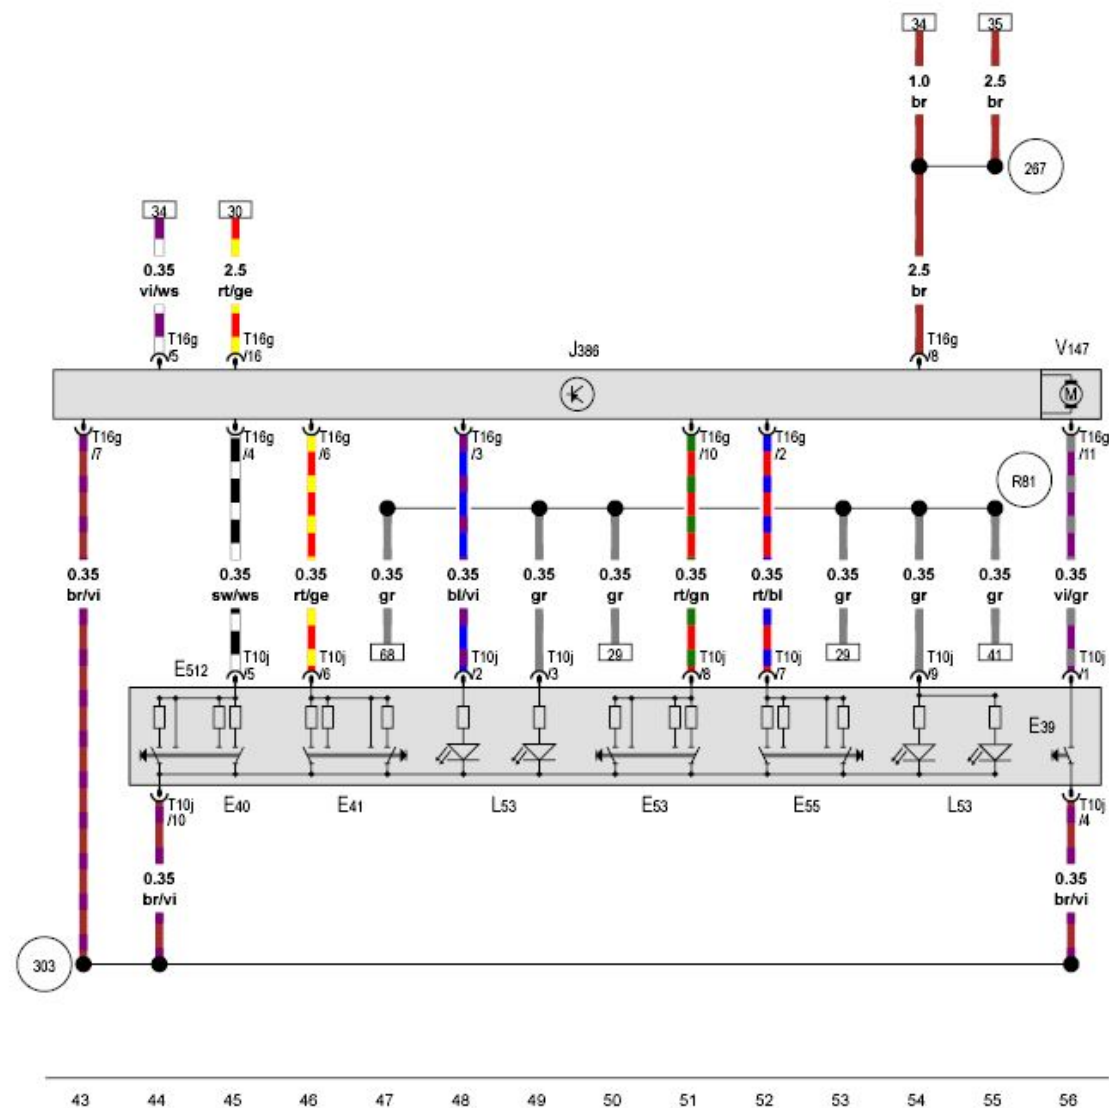 34 35
1.0 2.5
br br
267
34 30
0.35 2.5 2.5
vi/ws rt/ge br
T16g T16g J386 T16g V147
/5 /16 /8
M
T16g T16g T16g T16g T16g T16g T16g
/7 /4 /6 /3 /10 /2 /11
R81
0.35 0.35 0.35 0.35 0.35 0.35 0.35 0.35 0.35 0.35 0.35 0.35 0.35
br/vi sw/ws rt/ge gr bl/vi gr gr rt/gn rt/bl gr gr gr vi/gr
68 29 29 41
E512 T10j T10j T10j T10j T10j T10j T10j T10j
/5 /6 /2 /3 /8 /7 /9 /1
E39
T10j E40 E41 L53 E53 E55 L53 T10j
/10 /4
0.35 0.35
br/vi br/vi
303
43 44 45 46 47 48 49 50 51 52 53 54 55 56